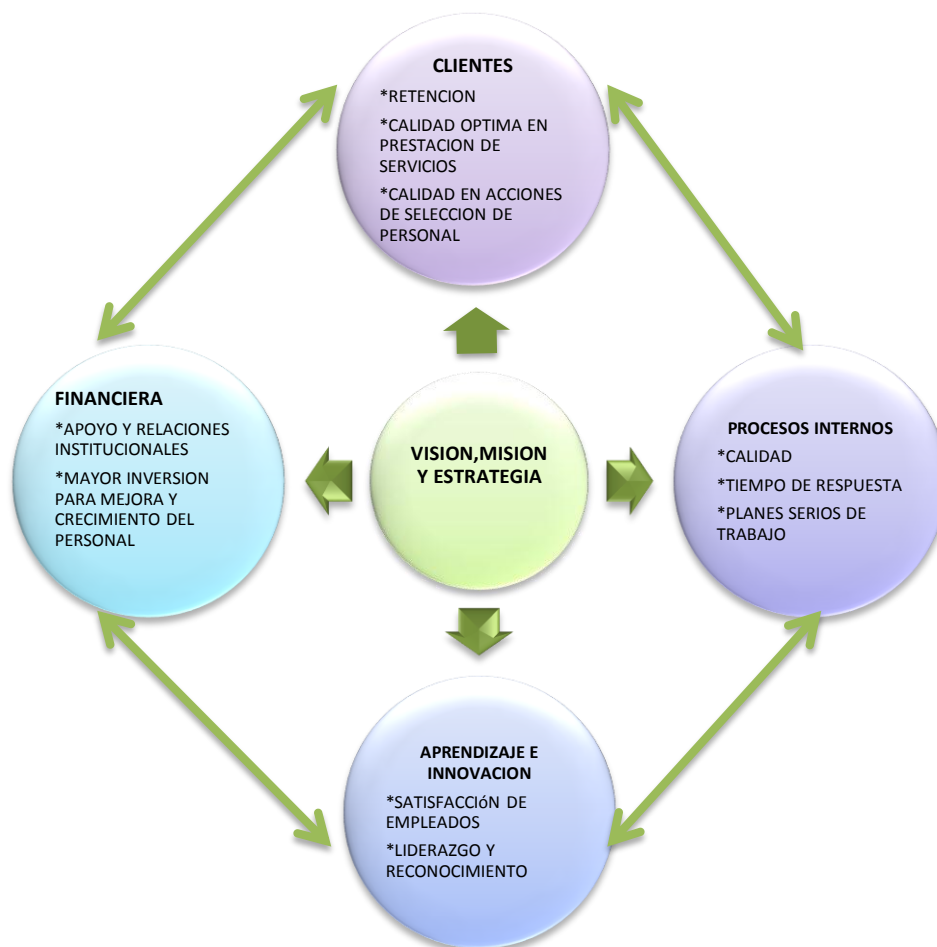 CLIENTES
*RETENCION
*CALIDAD OPTIMA EN
PRESTACION DE
SERVICIOS
*CALIDAD EN ACCIONES
DE SELECCION DE
PERSONAL
FINANCIERA
*APOYO Y RELACIONES
INSTITUCIONALES
*MAYOR INVERSION
PARA MEJORA Y
CRECIMIENTO DEL
PERSONAL
VISION,MISION
Y ESTRATEGIA
PROCESOS INTERNOS
*CALIDAD
*TIEMPO DE RESPUESTA
*PLANES SERIOS DE
TRABAJO
APRENDIZAJE E
INNOVACION
*SATISFACCIóN DE
EMPLEADOS
*LIDERAZGO Y
RECONOCIMIENTO